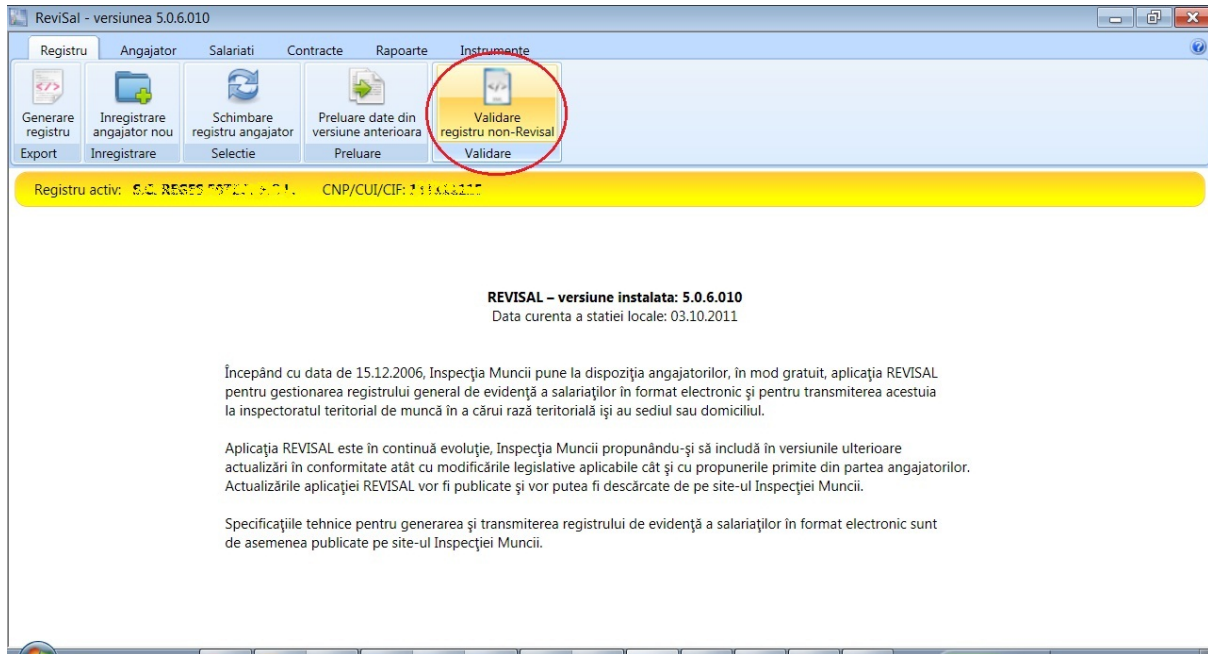 ReviSal - versiunea 5.0.6.010
Registru Angajator Salariati Contracte Rapoarte Instrumente
Generare registru
Inregistrare angajator nou
Schimbare registru angajator
Preluare date din versiune anterioara
Validare registru non-Revisal
Export Inregistrare Selectie Preluare Validare
Registru activ: S.C. REGES CNP/CUI/CIF:
REVISAL – versiune instalata: 5.0.6.010
Data curenta a statiei locale: 03.10.2011
Începând cu data de 15.12.2006, Inspecţia Muncii pune la dispoziţia angajatorilor, în mod gratuit, aplicaţia REVISAL
pentru gestionarea registrului general de evidenţă a salariaţilor în format electronic şi pentru transmiterea acestuia
la inspectoratul teritorial de muncă în a cărui rază teritorială işi au sediul sau domiciliul.
Aplicaţia REVISAL este în continuă evoluţie, Inspecţia Muncii propunându-şi să includă în versiunile ulterioare
actualizări în conformitate atât cu modificările legislative aplicabile cât şi cu propunerile primite din partea angajatorilor.
Actualizările aplicaţiei REVISAL vor fi publicate şi vor putea fi descărcate de pe site-ul Inspecţiei Muncii.
Specificaţiile tehnice pentru generarea şi transmiterea registrului de evidenţă a salariaţilor în format electronic sunt
de asemenea publicate pe site-ul Inspecţiei Muncii.